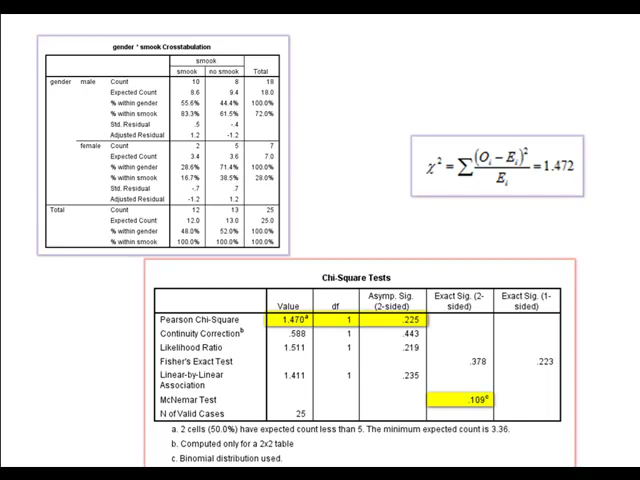 gender * smook Crosstabulation
smook
smook no smook Total
gender male Count 10 8 18
Expected Count 8.6 9.4 18.0
% within gender 55.6% 44.4% 100.0%
% within smook 83.3% 61.5% 72.0%
Std. Residual .5 -.4
Adjusted Residual 1.2 -1.2
female Count 2 5 7
Expected Count 3.4 3.6 7.0
% within gender 28.6% 71.4% 100.0%
% within smook 16.7% 38.5% 28.0%
Std. Residual -.7 .7
Adjusted Residual -1.2 1.2
Total Count 12 13 25
Expected Count 12.0 13.0 25.0
% within gender 48.0% 52.0% 100.0%
% within smook 100.0% 100.0% 100.0%
χ² = ∑ (Oᵢ − Eᵢ)² / Eᵢ = 1.472
Chi-Square Tests
Value df Asymp. Sig. (2-sided) Exact Sig. (2-sided) Exact Sig. (1-sided)
Pearson Chi-Square 1.470a 1 .225
Continuity Correctionb .588 1 .443
Likelihood Ratio 1.511 1 .219
Fisher's Exact Test .378 .223
Linear-by-Linear Association 1.411 1 .235
McNemar Test .109c
N of Valid Cases 25
a. 2 cells (50.0%) have expected count less than 5. The minimum expected count is 3.36.
b. Computed only for a 2x2 table
c. Binomial distribution used.